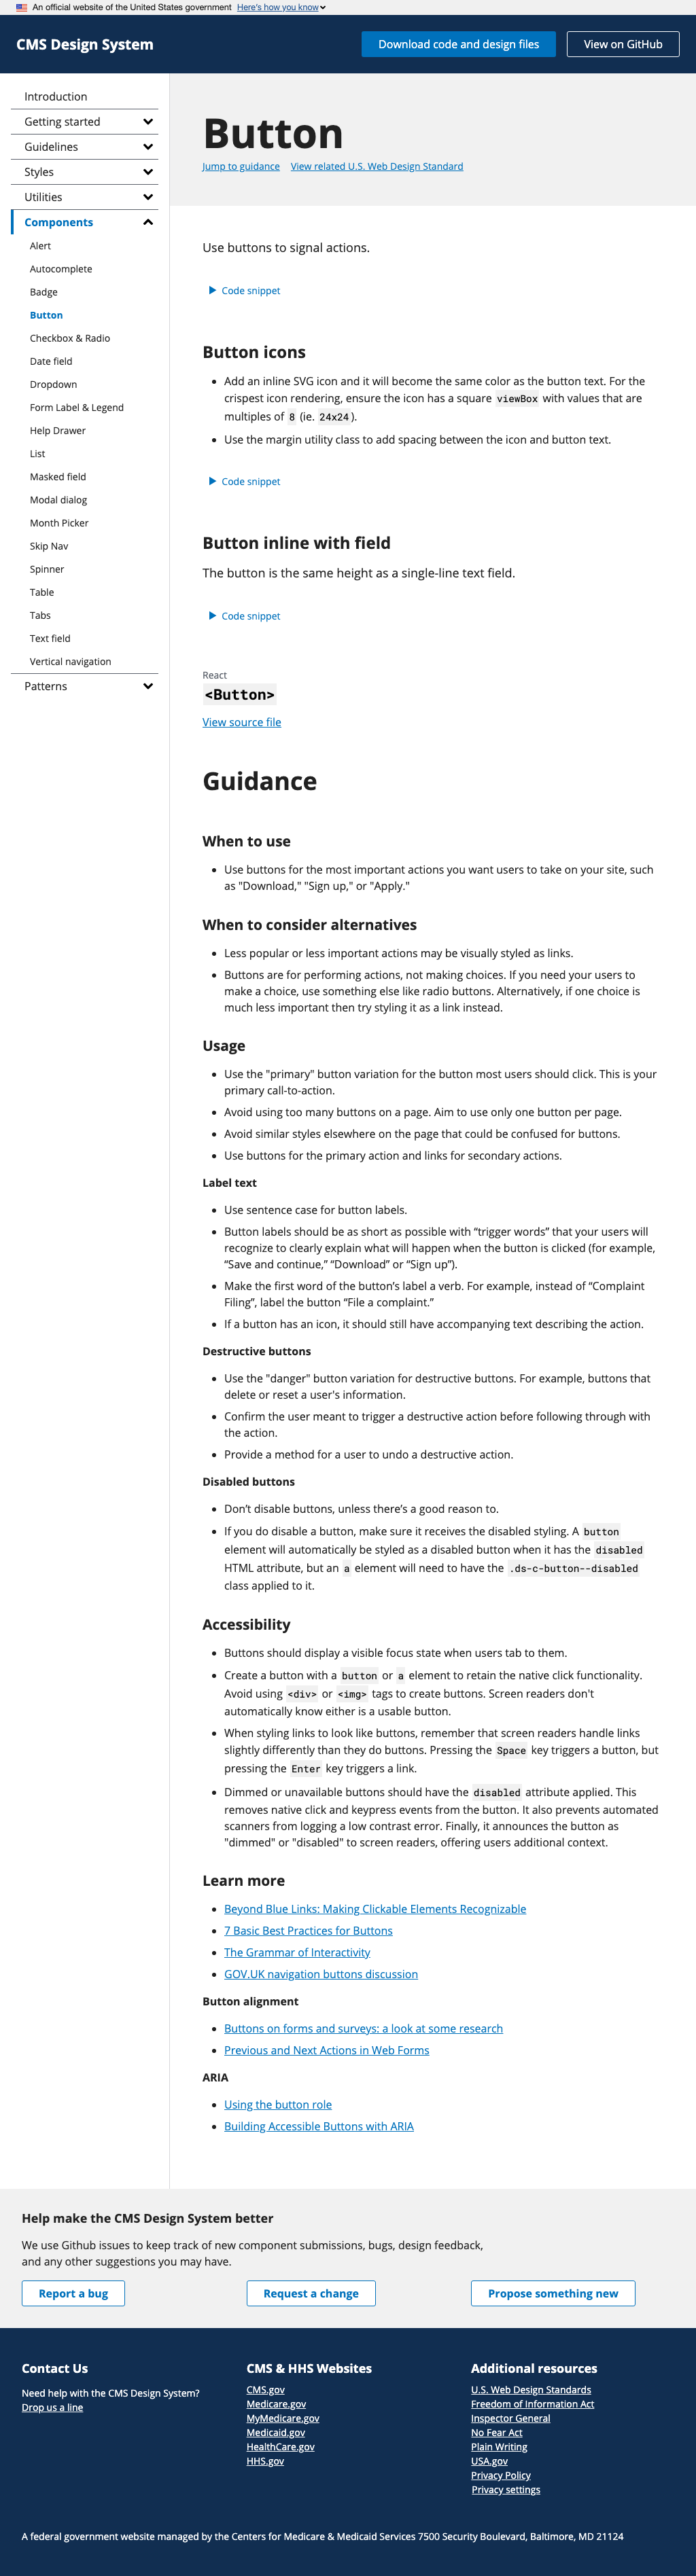 An official website of the United States government Here's how you know
CMS Design System
Download code and design files
View on GitHub
Introduction
Getting started
Guidelines
Styles
Utilities
Components
Alert
Autocomplete
Badge
Button
Checkbox & Radio
Date field
Dropdown
Form Label & Legend
Help Drawer
List
Masked field
Modal dialog
Month Picker
Skip Nav
Spinner
Table
Tabs
Text field
Vertical navigation
Patterns
Button
Jump to guidance View related U.S. Web Design Standard
Use buttons to signal actions.
Code snippet
Button icons
Add an inline SVG icon and it will become the same color as the button text. For the
crispest icon rendering, ensure the icon has a square viewBox with values that are
multiples of 8 (ie. 24x24 ).
Use the margin utility class to add spacing between the icon and button text.
Code snippet
Button inline with field
The button is the same height as a single-line text field.
Code snippet
React
<Button>
View source file
Guidance
When to use
Use buttons for the most important actions you want users to take on your site, such
as "Download," "Sign up," or "Apply."
When to consider alternatives
Less popular or less important actions may be visually styled as links.
Buttons are for performing actions, not making choices. If you need your users to
make a choice, use something else like radio buttons. Alternatively, if one choice is
much less important then try styling it as a link instead.
Usage
Use the "primary" button variation for the button most users should click. This is your
primary call-to-action.
Avoid using too many buttons on a page. Aim to use only one button per page.
Avoid similar styles elsewhere on the page that could be confused for buttons.
Use buttons for the primary action and links for secondary actions.
Label text
Use sentence case for button labels.
Button labels should be as short as possible with “trigger words” that your users will
recognize to clearly explain what will happen when the button is clicked (for example,
“Save and continue,” “Download” or “Sign up”).
Make the first word of the button’s label a verb. For example, instead of “Complaint
Filing”, label the button “File a complaint.”
If a button has an icon, it should still have accompanying text describing the action.
Destructive buttons
Use the "danger" button variation for destructive buttons. For example, buttons that
delete or reset a user's information.
Confirm the user meant to trigger a destructive action before following through with
the action.
Provide a method for a user to undo a destructive action.
Disabled buttons
Don’t disable buttons, unless there’s a good reason to.
If you do disable a button, make sure it receives the disabled styling. A button
element will automatically be styled as a disabled button when it has the disabled
HTML attribute, but an a element will need to have the .ds-c-button--disabled
class applied to it.
Accessibility
Buttons should display a visible focus state when users tab to them.
Create a button with a button or a element to retain the native click functionality.
Avoid using <div> or <img> tags to create buttons. Screen readers don't
automatically know either is a usable button.
When styling links to look like buttons, remember that screen readers handle links
slightly differently than they do buttons. Pressing the Space key triggers a button, but
pressing the Enter key triggers a link.
Dimmed or unavailable buttons should have the disabled attribute applied. This
removes native click and keypress events from the button. It also prevents automated
scanners from logging a low contrast error. Finally, it announces the button as
"dimmed" or "disabled" to screen readers, offering users additional context.
Learn more
Beyond Blue Links: Making Clickable Elements Recognizable
7 Basic Best Practices for Buttons
The Grammar of Interactivity
GOV.UK navigation buttons discussion
Button alignment
Buttons on forms and surveys: a look at some research
Previous and Next Actions in Web Forms
ARIA
Using the button role
Building Accessible Buttons with ARIA
Help make the CMS Design System better
We use Github issues to keep track of new component submissions, bugs, design feedback,
and any other suggestions you may have.
Report a bug
Request a change
Propose something new
Contact Us
Need help with the CMS Design System?
Drop us a line
CMS & HHS Websites
CMS.gov
Medicare.gov
MyMedicare.gov
Medicaid.gov
HealthCare.gov
HHS.gov
Additional resources
U.S. Web Design Standards
Freedom of Information Act
Inspector General
No Fear Act
Plain Writing
USA.gov
Privacy Policy
Privacy settings
A federal government website managed by the Centers for Medicare & Medicaid Services 7500 Security Boulevard, Baltimore, MD 21124